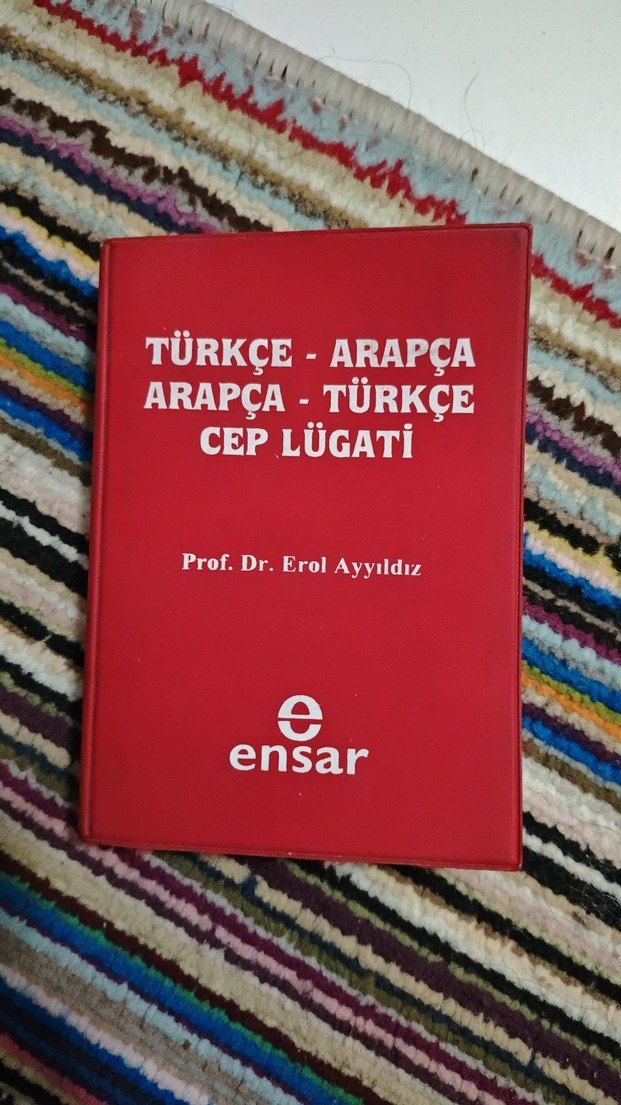 TÜRKÇE - ARAPÇA
ARAPÇA - TÜRKÇE
CEP LÜGATİ
Prof. Dr. Erol Ayyıldız
ensar